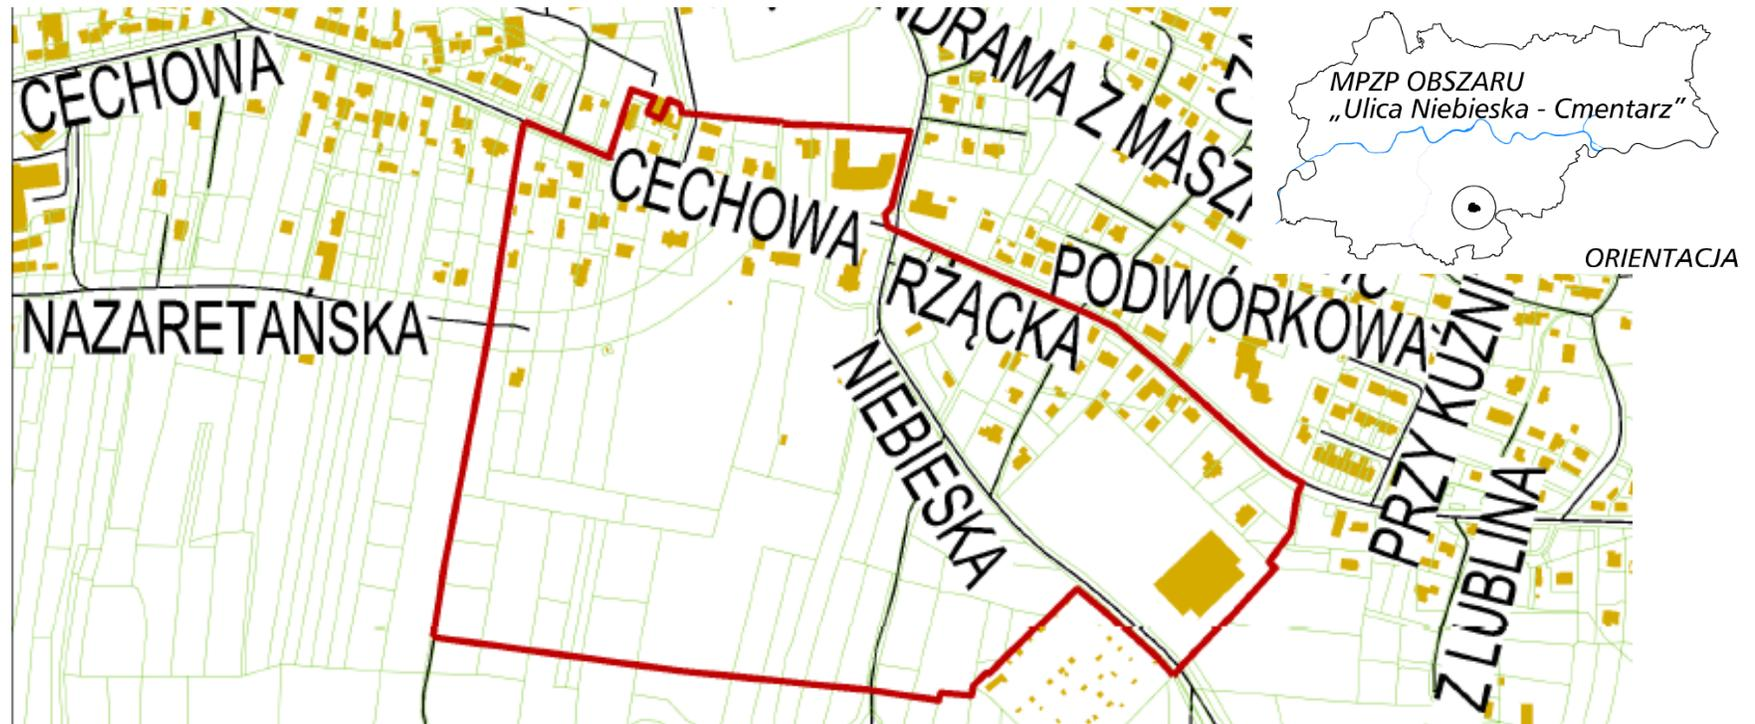 DRAMA Z MASZ
CECHOWA
MPZP OBSZARU
„Ulica Niebieska - Cmentarz”
ORIENTACJA
CECHOWA
PODWÓRKOWA
RŻĄCKA
NAZARETAŃSKA
NIEBIESKA
PRZY KUŹNI
Z LUBLINA